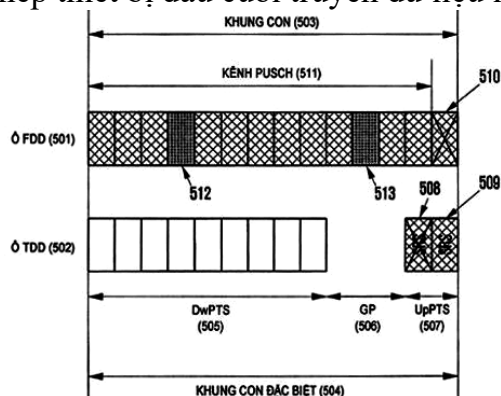 KHUNG CON (503)
KÊNH PUSCH (511)
510
Ô FDD (501)
512
513
508
509
Ô TDD (502)
DwPTS
(505)
GP
(506)
UpPTS
(507)
KHUNG CON ĐẶC BIỆT (504)